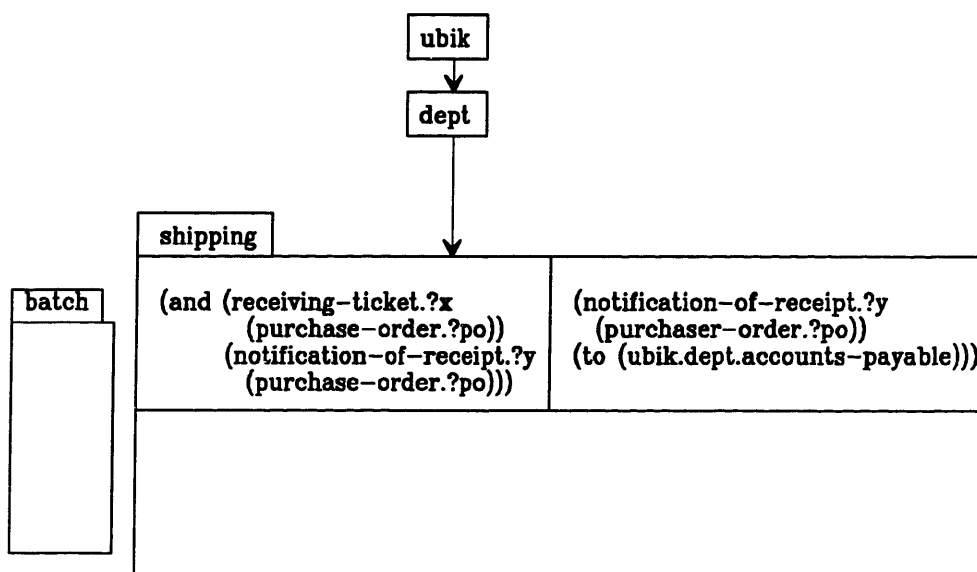 ubik
dept
shipping
batch
(and (receiving-ticket.?x
(purchase-order.?po))
(notification-of-receipt.?y
(purchase-order.?po)))
(notification-of-receipt.?y
(purchaser-order.?po))
(to (ubik.dept.accounts-payable)))